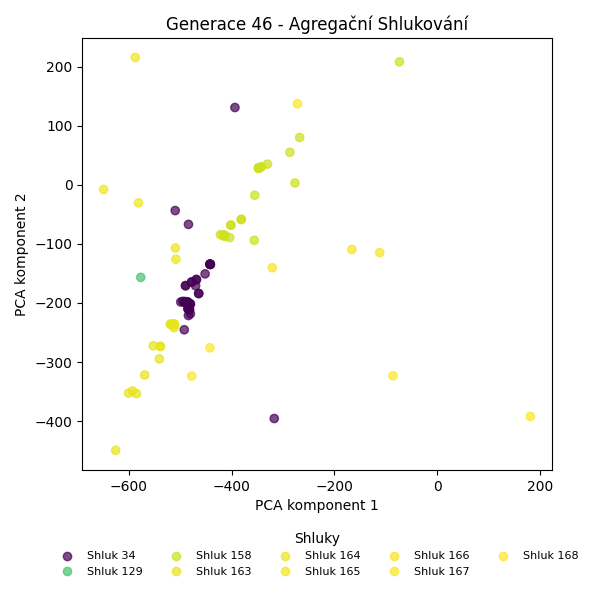 Generace 46 - Agregační Shlukování
200
100
0
−100
−200
−300
−400
PCA komponent 2
−600 −400 −200 0 200
PCA komponent 1
Shluky
Shluk 34 Shluk 158 Shluk 164 Shluk 166 Shluk 168
Shluk 129 Shluk 163 Shluk 165 Shluk 167